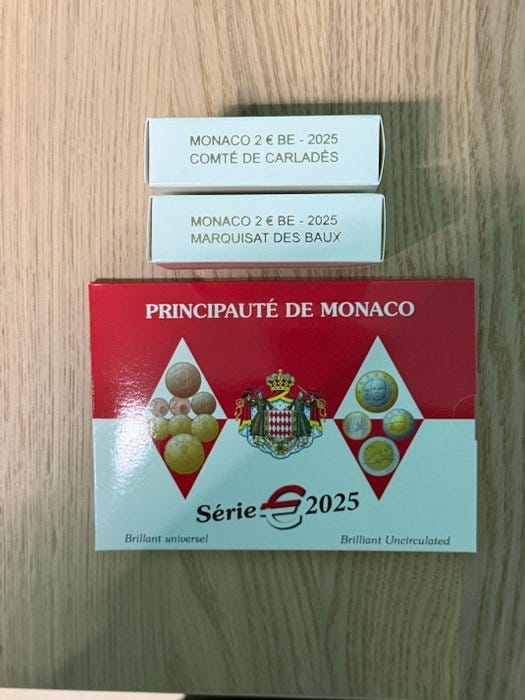 MONACO 2 € BE - 2025
COMTÉ DE CARLADÈS
MONACO 2 € BE - 2025
MARQUISAT DES BAUX
PRINCIPAUTÉ DE MONACO
Série € 2025
Brillant universel
Brilliant Uncirculated